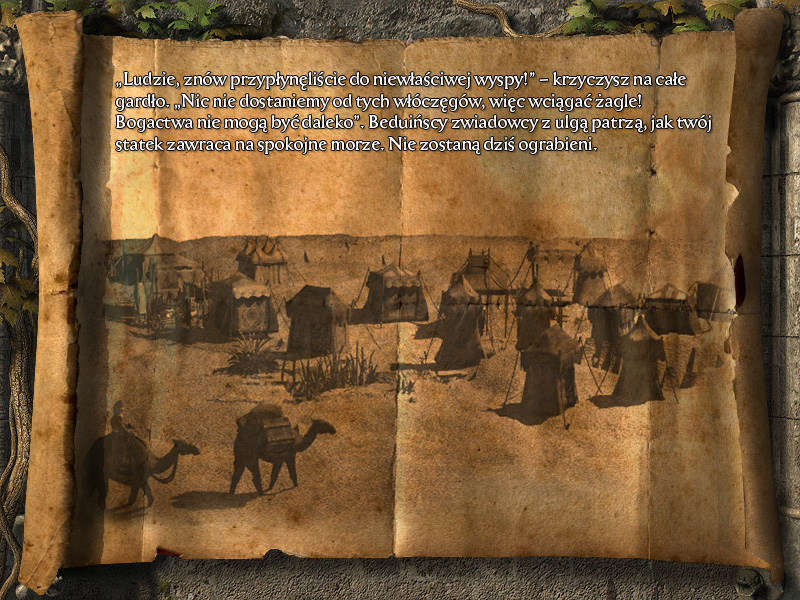 „Ludzie, znów przypłynęliście do niewłaściwej wyspy!” – krzyczysz na całe
gardło. „Nic nie dostaniemy od tych włóczęgów, więc wciągać żagle!
Bogactwa nie mogą być daleko”. Beduińscy zwiadowcy z ulgą patrzą, jak twój
statek zawraca na spokojne morze. Nie zostaną dziś ograbieni.